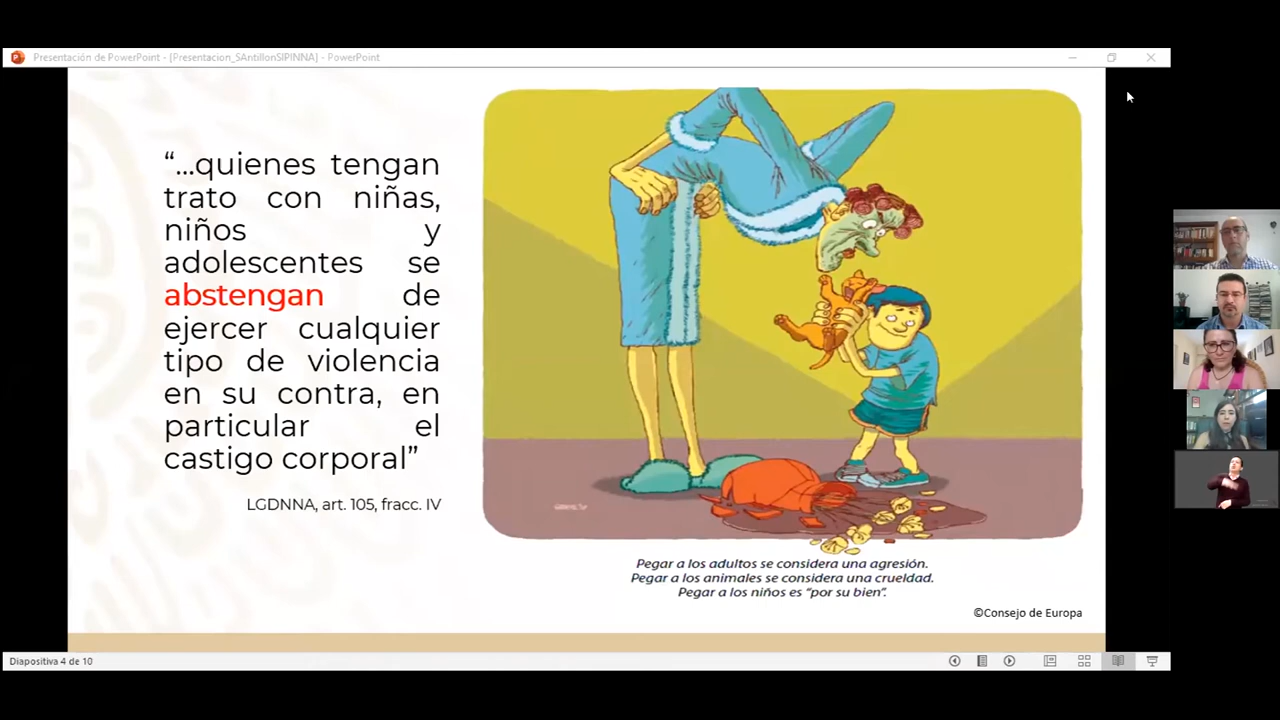 Presentación de PowerPoint - [Presentacion_SAntillonSIPINNA] - PowerPoint
“...quienes tengan
trato con niñas,
niños y
adolescentes se
abstengan de
ejercer cualquier
tipo de violencia
en su contra, en
particular el
castigo corporal”
LGDNNA, art. 105, fracc. IV
Pegar a los adultos se considera una agresión.
Pegar a los animales se considera una crueldad.
Pegar a los niños es “por su bien”.
©Consejo de Europa
Diapositiva 4 de 10